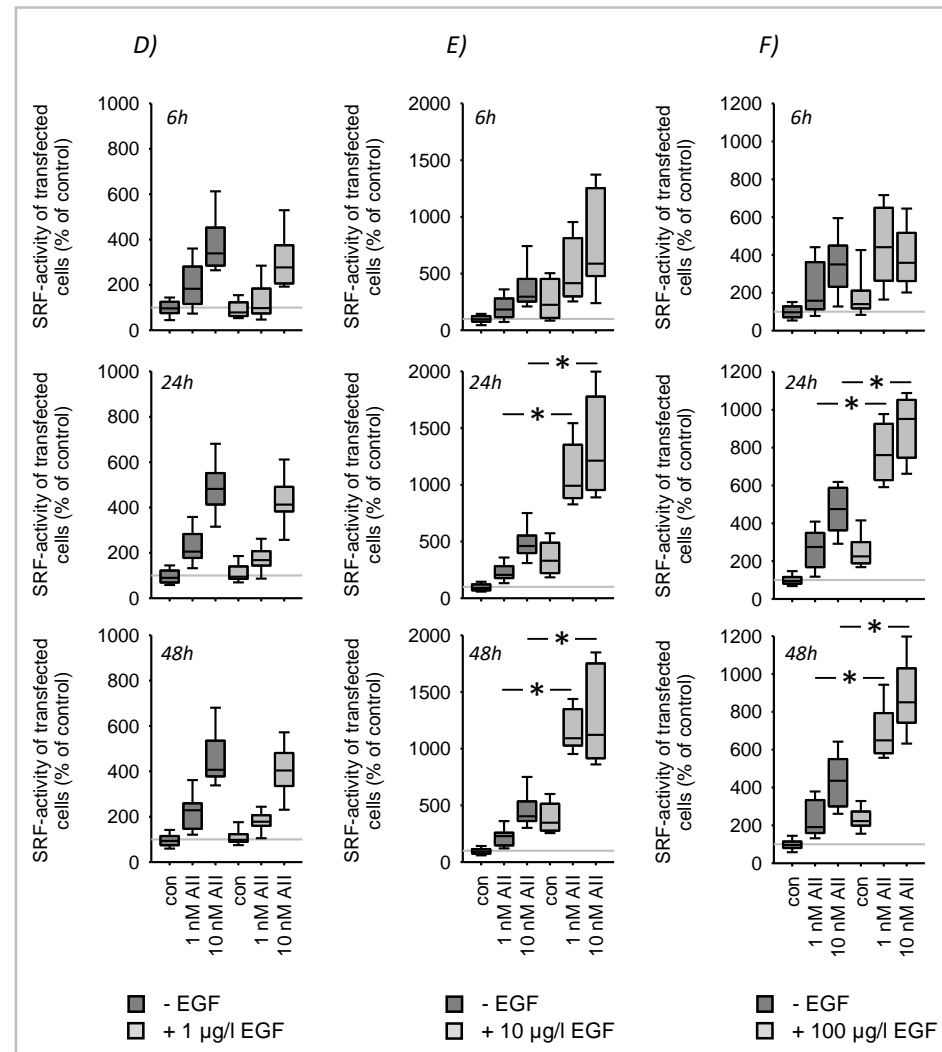 D)
E)
F)
SRF-activity of transfected
cells (% of control)
1000
800
600
400
200
0
6h
SRF-activity of transfected
cells (% of control)
2000
1500
1000
500
0
6h
SRF-activity of transfected
cells (% of control)
1200
1000
800
600
400
200
0
6h
SRF-activity of transfected
cells (% of control)
1000
800
600
400
200
0
24h
SRF-activity of transfected
cells (% of control)
2000
1500
1000
500
0
24h
*
*
SRF-activity of transfected
cells (% of control)
1200
1000
800
600
400
200
0
24h
*
*
SRF-activity of transfected
cells (% of control)
1000
800
600
400
200
0
48h
SRF-activity of transfected
cells (% of control)
2000
1500
1000
500
0
48h
*
*
SRF-activity of transfected
cells (% of control)
1200
1000
800
600
400
200
0
48h
*
*
con
1 nM AII
10 nM AII
con
1 nM AII
10 nM AII
con
1 nM AII
10 nM AII
con
1 nM AII
10 nM AII
con
1 nM AII
10 nM AII
con
1 nM AII
10 nM AII
- EGF
+ 1 µg/l EGF
- EGF
+ 10 µg/l EGF
- EGF
+ 100 µg/l EGF